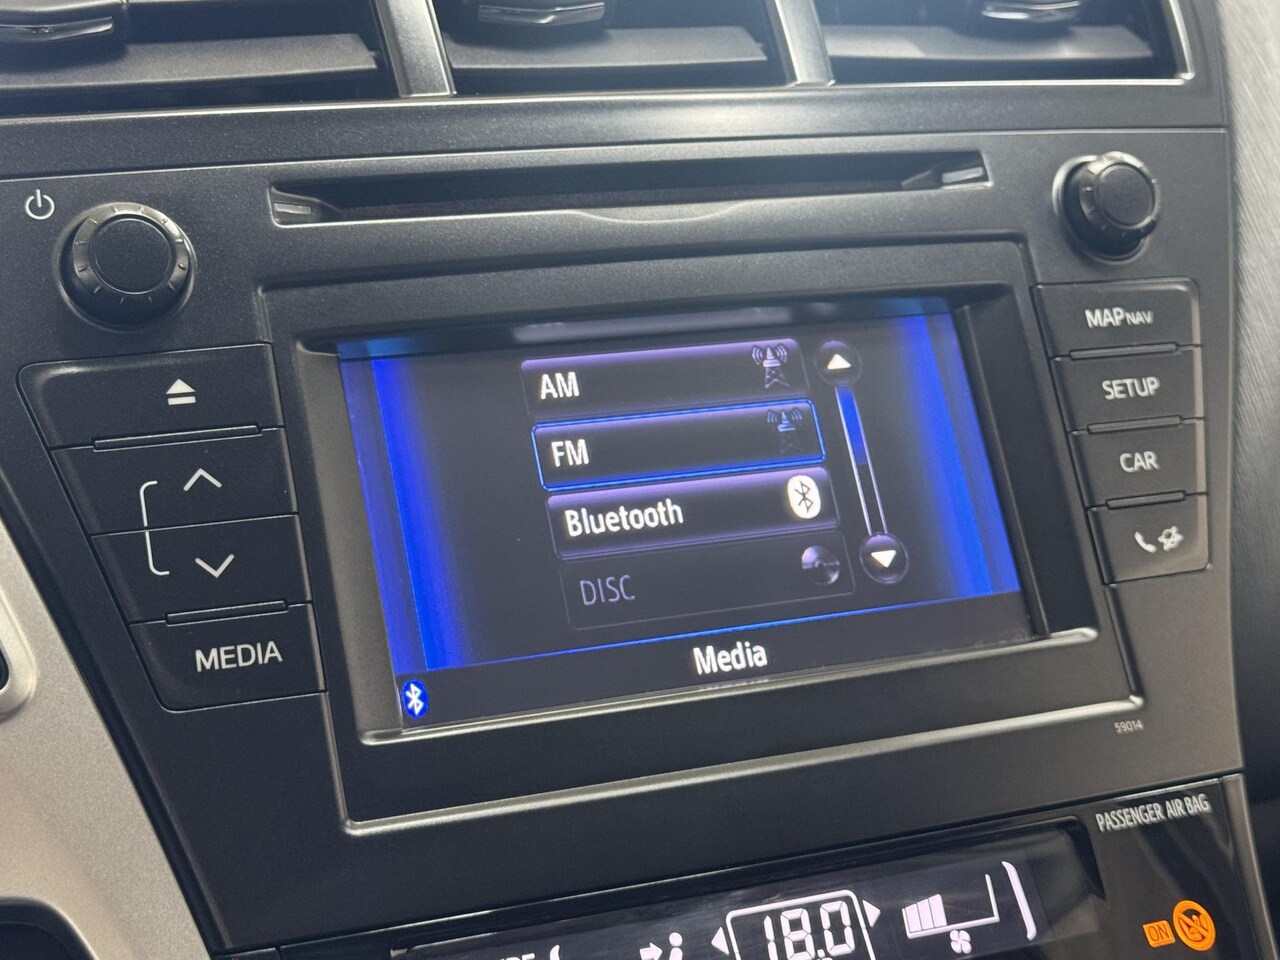 MAP NAV
AM
SETUP
FM
CAR
Bluetooth
DISC
MEDIA
Media
59014
PASSENGER AIR BAG
18.0
ON